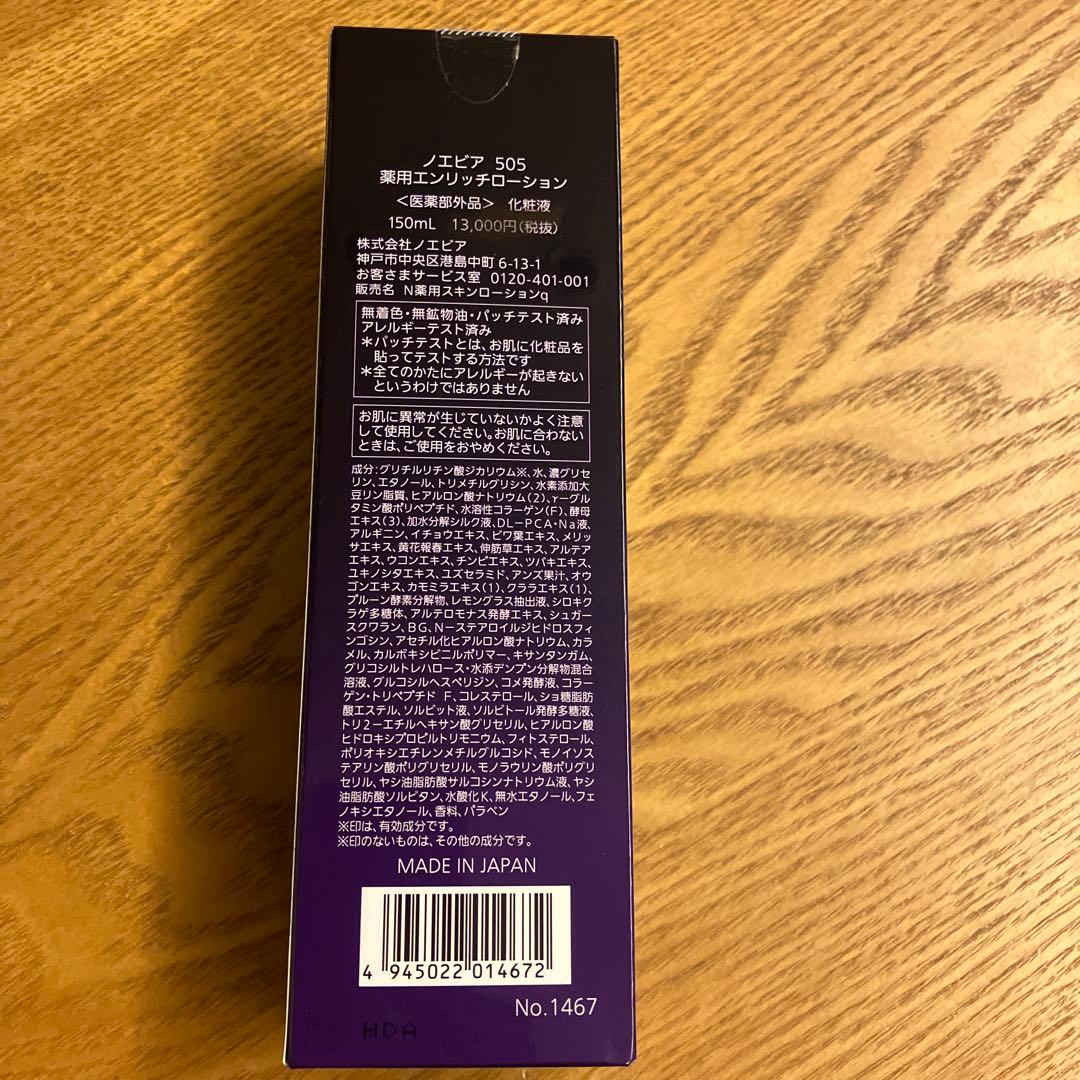 ノエビア 505
薬用エンリッチローション
<医薬部外品> 化粧液
150mL 13,000円(税抜)
株式会社ノエビア
神戸市中央区港島中町 6-13-1
お客さまサービス室 0120-401-001
販売名 N薬用スキンローションq
無着色・無鉱物油・パッチテスト済み
アレルギーテスト済み
*パッチテストとは、お肌に化粧品を
貼ってテストする方法です
*全てのかたにアレルギーが起きない
というわけではありません
お肌に異常が生じていないかよく注意
して使用してください。お肌に合わない
ときは、ご使用をおやめください。
成分:グリチルリチン酸ジカリウム※、水、濃グリセ
リン、エタノール、トリメチルグリシン、水素添加大
豆リン脂質、ヒアルロン酸ナトリウム(2)、γーグル
タミン酸ポリペプチド、水溶性コラーゲン(F)、酵母
エキス(3)、加水分解シルク液、DL-PCA・Na液、
アルギニン、イチョウエキス、ビワ葉エキス、メリッ
サエキス、黄花報春エキス、伸筋草エキス、アルテア
エキス、ウコンエキス、チンピエキス、ツバキエキス、
ユキノシタエキス、ユズセラミド、アンズ果汁、オウ
ゴンエキス、カモミラエキス(1)、クララエキス(1)、
プルーン酵素分解物、レモングラス抽出液、シロキク
ラゲ多糖体、アルテロモナス発酵エキス、シュガー
スクワラン、BG、N-ステアロイルジヒドロスフィ
ンゴシン、アセチル化ヒアルロン酸ナトリウム、カラ
メル、カルボキシビニルポリマー、キサンタンガム、
グリコシルトレハロース・水添デンプン分解物混合
溶液、グルコシルヘスペリジン、コメ発酵液、コラー
ゲン・トリペプチド F、コレステロール、ショ糖脂肪
酸エステル、ソルビット液、ソルビトール発酵多糖液、
トリ2-エチルヘキサン酸グリセリル、ヒアルロン酸
ヒドロキシプロピルトリモニウム、フィトステロール、
ポリオキシエチレンメチルグルコシド、モノイソス
テアリン酸ポリグリセリル、モノラウリン酸ポリグリ
セリル、ヤシ油脂肪酸サルコシンナトリウム液、ヤシ
油脂肪酸ソルビタン、水酸化K、無水エタノール、フェ
ノキシエタノール、香料、パラベン
※印は、有効成分です。
※印のないものは、その他の成分です。
MADE IN JAPAN
4 945022 014672
No.1467
HDA